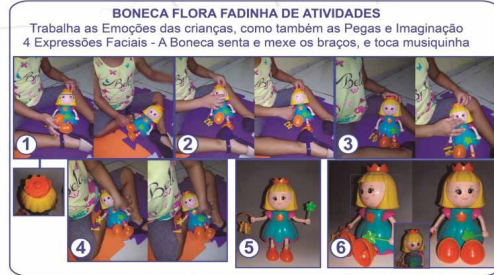 BONECA FLORA FADINHA DE ATIVIDADES
Trabalha as Emoções das crianças, como também as Pegas e Imaginação
4 Expressões Faciais - A Boneca senta e mexe os braços, e toca musiquinha
1
2
3
4
5
6